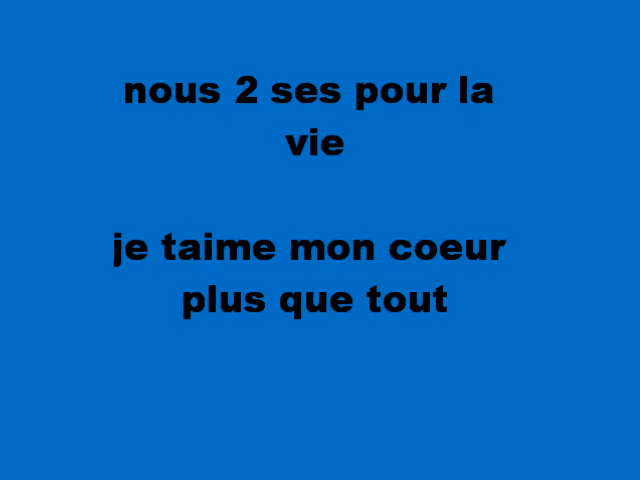 nous 2 ses pour la
vie
je taime mon coeur
plus que tout